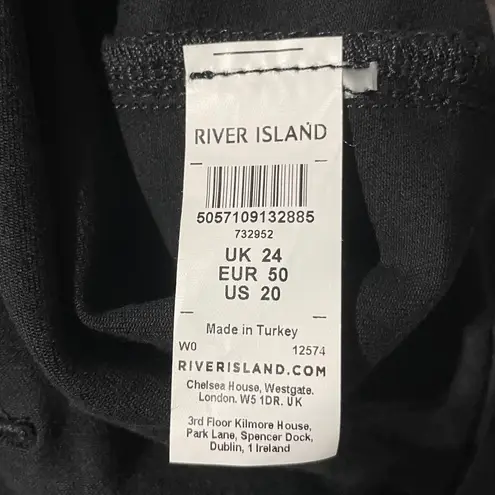 RIVER ISLAND
5057109132885
732952
UK 24
EUR 50
US 20
Made in Turkey
W0 12574
RIVERISLAND.COM
Chelsea House, Westgate.
London. W5 1DR. UK
3rd Floor Kilmore House,
Park Lane, Spencer Dock,
Dublin, 1 Ireland